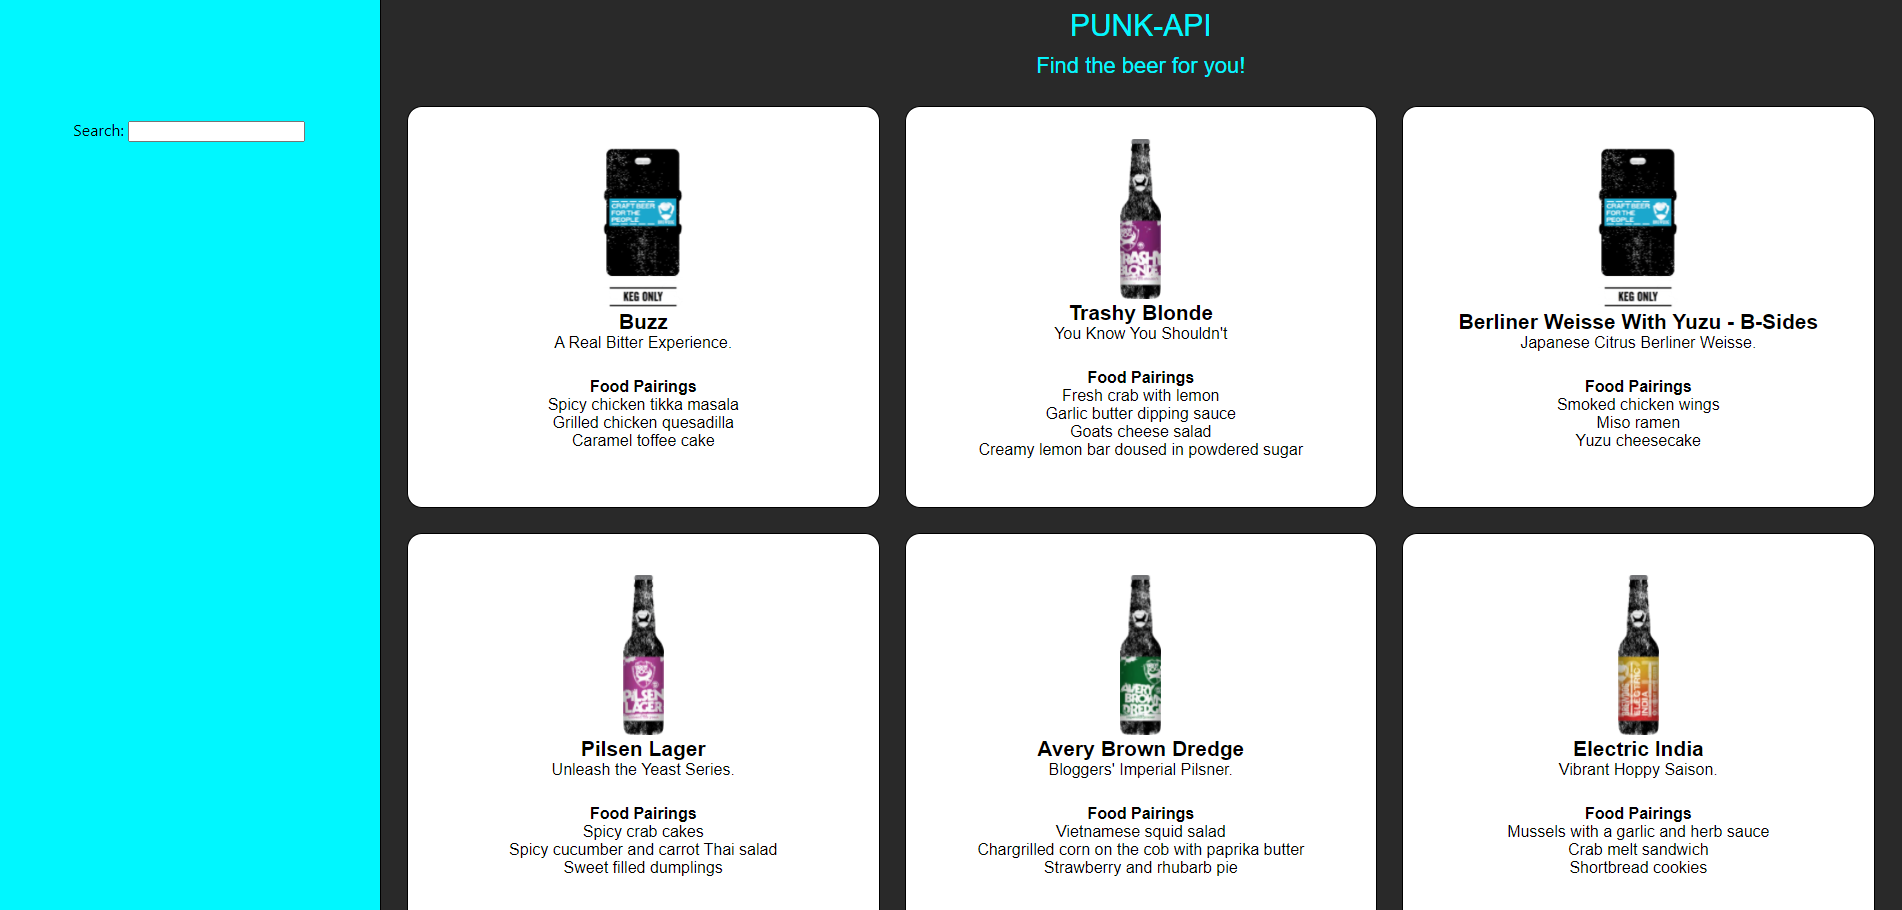 PUNK-API
Find the beer for you!
Search:
CRAFT BEER
FOR THE
PEOPLE
KEG ONLY
Buzz
A Real Bitter Experience.
Food Pairings
Spicy chicken tikka masala
Grilled chicken quesadilla
Caramel toffee cake
TRASHY
BLONDE
Trashy Blonde
You Know You Shouldn't
Food Pairings
Fresh crab with lemon
Garlic butter dipping sauce
Goats cheese salad
Creamy lemon bar doused in powdered sugar
CRAFT BEER
FOR THE
PEOPLE
KEG ONLY
Berliner Weisse With Yuzu - B-Sides
Japanese Citrus Berliner Weisse.
Food Pairings
Smoked chicken wings
Miso ramen
Yuzu cheesecake
PILSEN
LAGER
Pilsen Lager
Unleash the Yeast Series.
Food Pairings
Spicy crab cakes
Spicy cucumber and carrot Thai salad
Sweet filled dumplings
AVERY
BROWN
DREDGE
Avery Brown Dredge
Bloggers' Imperial Pilsner.
Food Pairings
Vietnamese squid salad
Chargrilled corn on the cob with paprika butter
Strawberry and rhubarb pie
ELECTRIC
INDIA
Electric India
Vibrant Hoppy Saison.
Food Pairings
Mussels with a garlic and herb sauce
Crab melt sandwich
Shortbread cookies